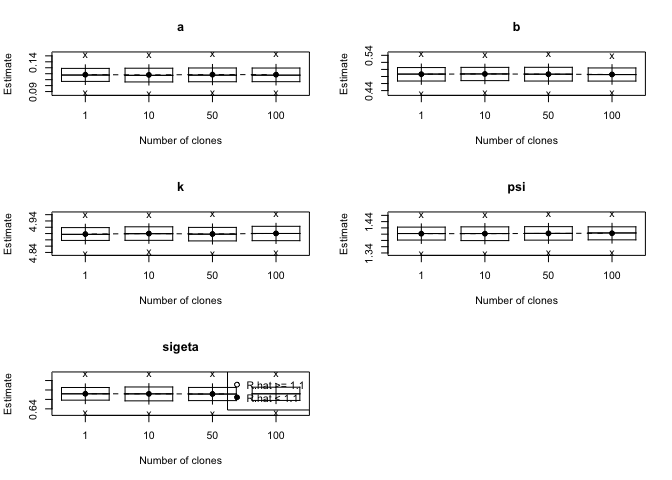 a
b
0.14
0.09
Estimate
x x x x
x x x x
1 10 50 100
Number of clones
0.54
0.44
Estimate
x x x x
x x x x
1 10 50 100
Number of clones
k
psi
4.94
4.84
Estimate
x x x x
x x x x
1 10 50 100
Number of clones
1.44
1.34
Estimate
x x x x
x x x x
1 10 50 100
Number of clones
sigeta
0.64
Estimate
x x x x
x x x x
R.hat >= 1.1
R.hat < 1.1
1 10 50 100
Number of clones